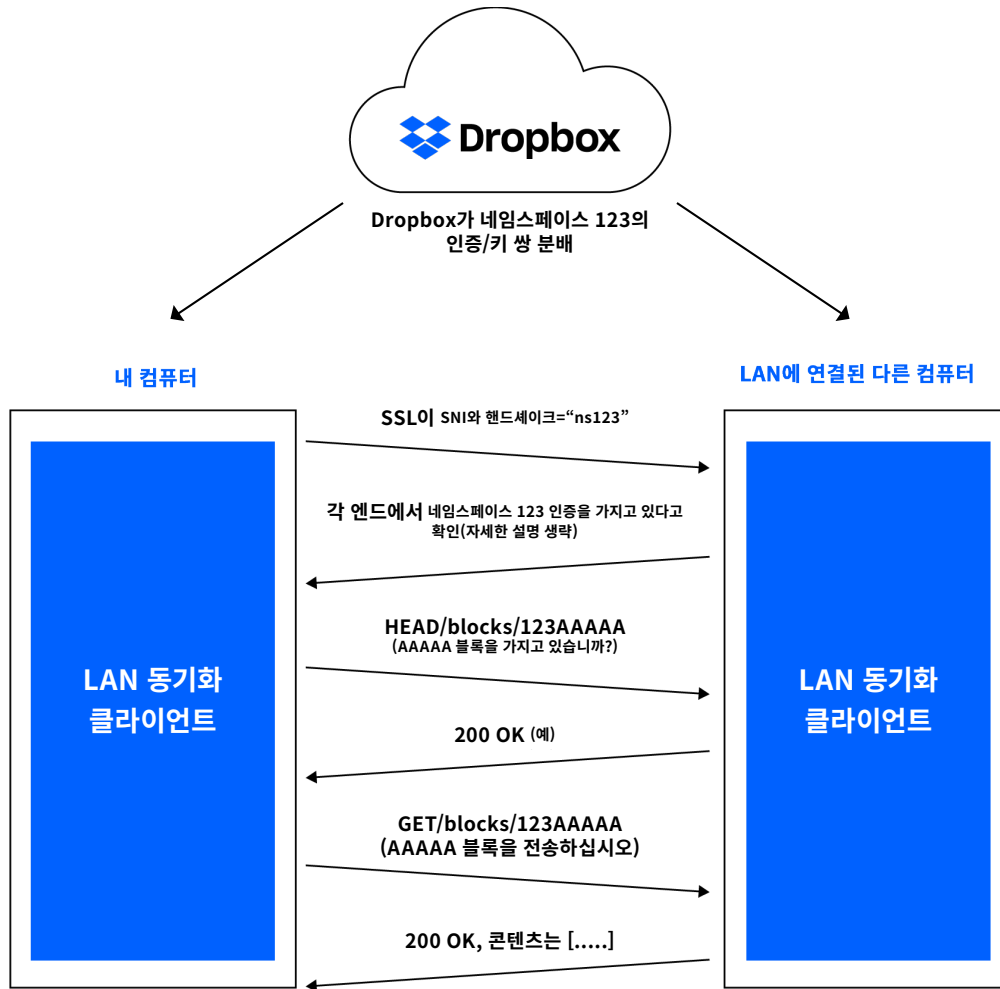 Dropbox
Dropbox가 네임스페이스 123의
인증/키 쌍 분배
내 컴퓨터
LAN에 연결된 다른 컴퓨터
SSL이 SNI와 핸드셰이크=“ns123”
각 엔드에서 네임스페이스 123 인증을 가지고 있다고
확인(자세한 설명 생략)
HEAD/blocks/123AAAAA
(AAAAA 블록을 가지고 있습니까?)
LAN 동기화
클라이언트
LAN 동기화
클라이언트
200 OK (예)
GET/blocks/123AAAAA
(AAAAA 블록을 전송하십시오)
200 OK, 콘텐츠는 [.....]